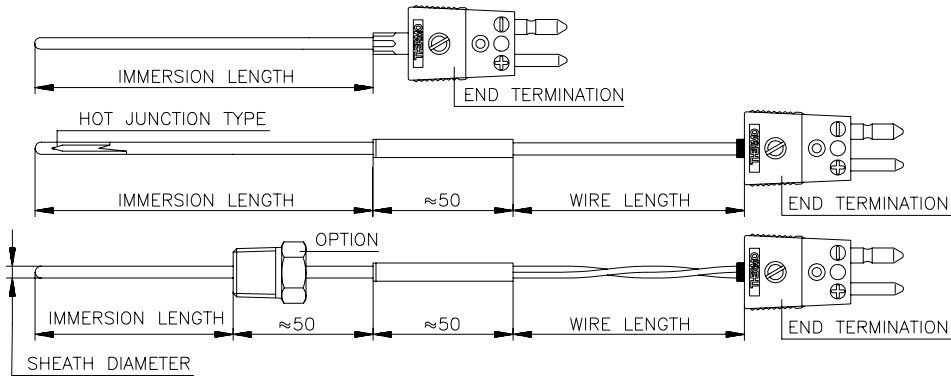 IMMERSION LENGTH
END TERMINATION
HOT JUNCTION TYPE
IMMERSION LENGTH
≈50
WIRE LENGTH
END TERMINATION
OPTION
IMMERSION LENGTH
≈50
≈50
WIRE LENGTH
END TERMINATION
SHEATH DIAMETER